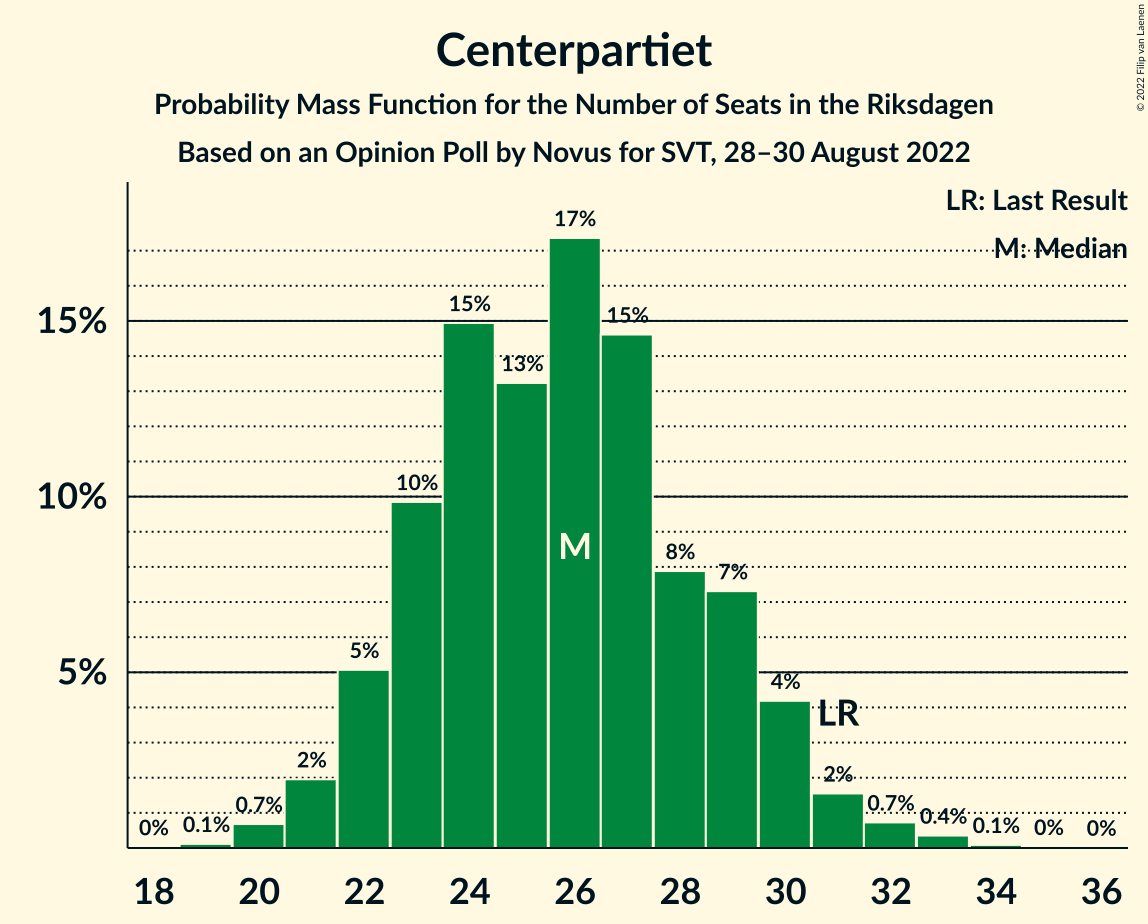 Centerpartiet
Probability Mass Function for the Number of Seats in the Riksdagen
Based on an Opinion Poll by Novus for SVT, 28–30 August 2022
© 2022 Filip van Laenen
LR: Last Result
M: Median
15%
10%
5%
0%
0.1%
0.7%
2%
5%
10%
15%
13%
17%
15%
8%
7%
4%
2%
0.7%
0.4%
0.1%
0%
0%
M
LR
18 20 22 24 26 28 30 32 34 36